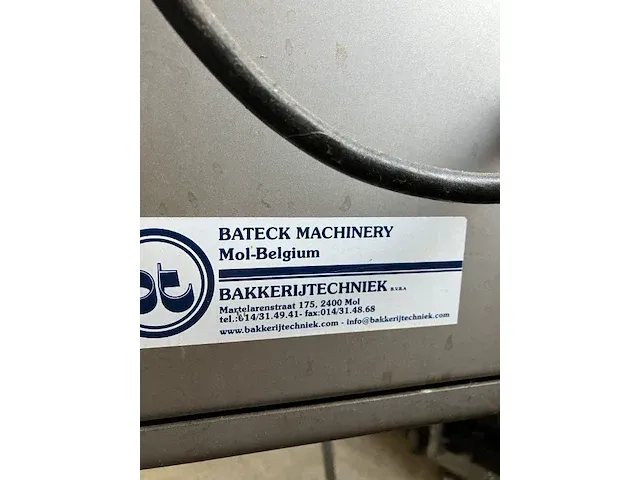 bt
BATECK MACHINERY
Mol-Belgium
BAKKERIJTECHNIEK B.V.B.A
Martelarenstraat 175, 2400 Mol
tel.:014/31.49.41- fax:014/31.48.68
www.bakkerijtechniek.com - info@bakkerijtechniek.com